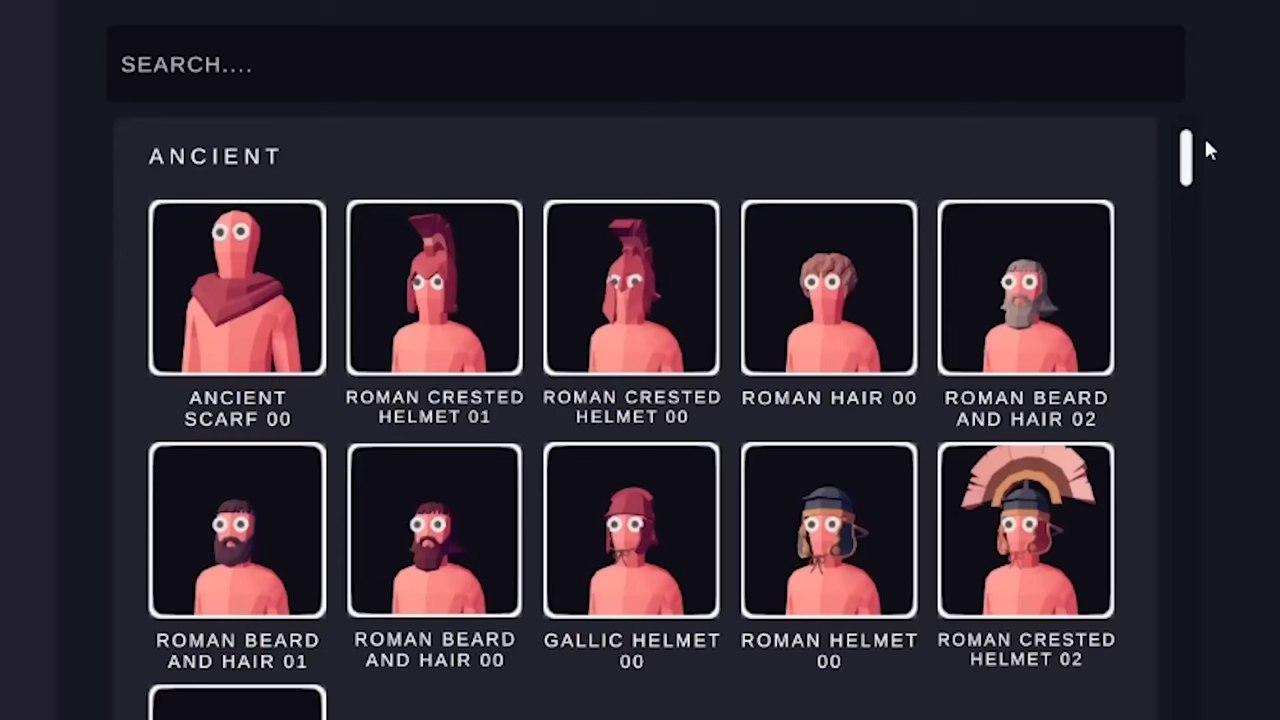 SEARCH....
ANCIENT
ANCIENT
SCARF 00
ROMAN CRESTED
HELMET 01
ROMAN CRESTED
HELMET 00
ROMAN HAIR 00
ROMAN BEARD
AND HAIR 02
ROMAN BEARD
AND HAIR 01
ROMAN BEARD
AND HAIR 00
GALLIC HELMET
00
ROMAN HELMET
00
ROMAN CRESTED
HELMET 02